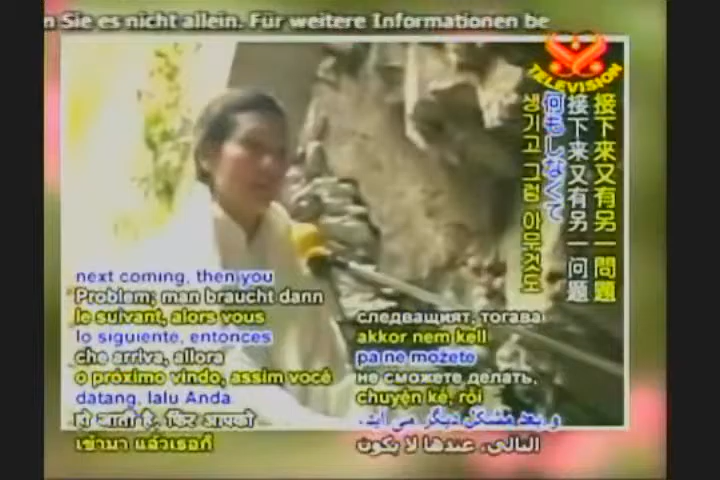 n Sie es nicht allein. Für weitere Informationen be
TELEVISION
接下來又有另一問題
接下来又有另一问题
何もしなくて
생기고 그럼 아무것도
next coming, then you
Problem; man braucht dann
le suivant, alors vous
lo siguiente, entonces
che arriva, allora
o próximo vindo, assim você
datang, lalu Anda
हो जाती है, फिर आपको
เข้ามา แล้วเธอก็
следващият, тогава
akkor nem kell
pa ne možete
не сможете делать,
chuyện kế, rồi
و بعد مشکل دیگر می آید،
التالي، عندها لا يكون